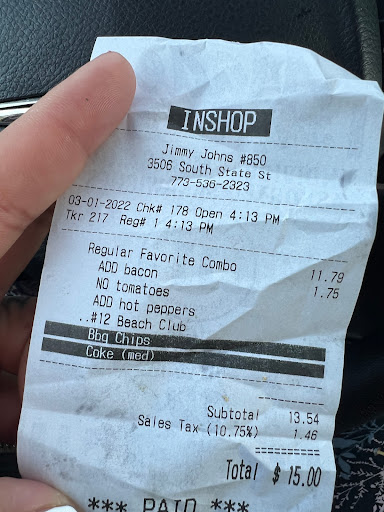 INSHOP
Jimmy Johns #850
3506 South State St
773-536-2323
03-01-2022 Chk# 178 Open 4:13 PM
Tkr 217 Reg# 1 4:13 PM
Regular Favorite Combo 11.79
ADD bacon 1.75
NO tomatoes
ADD hot peppers
..#12 Beach Club
Bbq Chips
Coke (med)
Subtotal 13.54
Sales Tax (10.75%) 1.46
Total $ 15.00
*** PAID ***